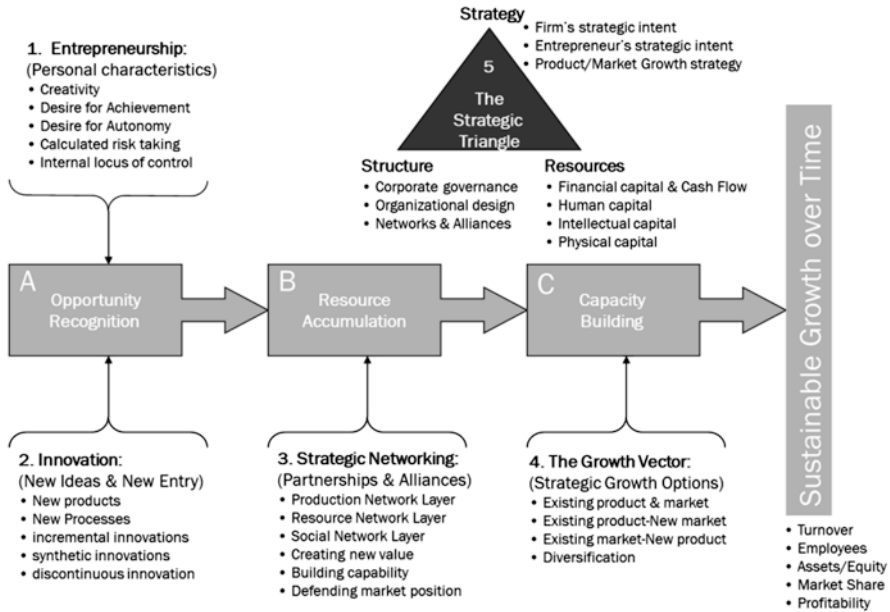 1. Entrepreneurship:
(Personal characteristics)
• Creativity
• Desire for Achievement
• Desire for Autonomy
• Calculated risk taking
• Internal locus of control
Strategy
• Firm's strategic intent
• Entrepreneur's strategic intent
• Product/Market Growth strategy
5
The
Strategic
Triangle
Structure
• Corporate governance
• Organizational design
• Networks & Alliances
Resources
• Financial capital & Cash Flow
• Human capital
• Intellectual capital
• Physical capital
A
Opportunity
Recognition
B
Resource
Accumulation
C
Capacity
Building
Sustainable Growth over Time
2. Innovation:
(New Ideas & New Entry)
• New products
• New Processes
• incremental innovations
• synthetic innovations
• discontinuous innovation
3. Strategic Networking:
(Partnerships & Alliances)
• Production Network Layer
• Resource Network Layer
• Social Network Layer
• Creating new value
• Building capability
• Defending market position
4. The Growth Vector:
(Strategic Growth Options)
• Existing product & market
• Existing product-New market
• Existing market-New product
• Diversification
• Turnover
• Employees
• Assets/Equity
• Market Share
• Profitability